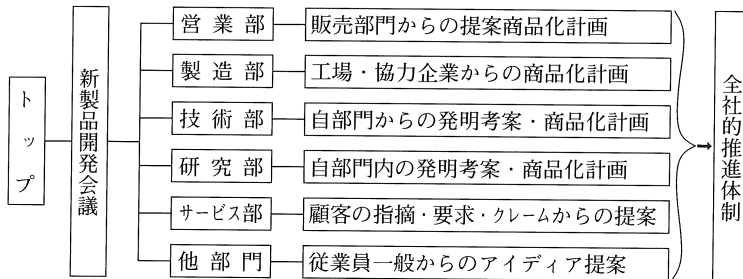 トップ
新製品開発会議
営業部
販売部門からの提案商品化計画
製造部
工場・協力企業からの商品化計画
技術部
自部門からの発明考案・商品化計画
研究部
自部門内の発明考案・商品化計画
サービス部
顧客の指摘・要求・クレームからの提案
他部門
従業員一般からのアイディア提案
全社的推進体制